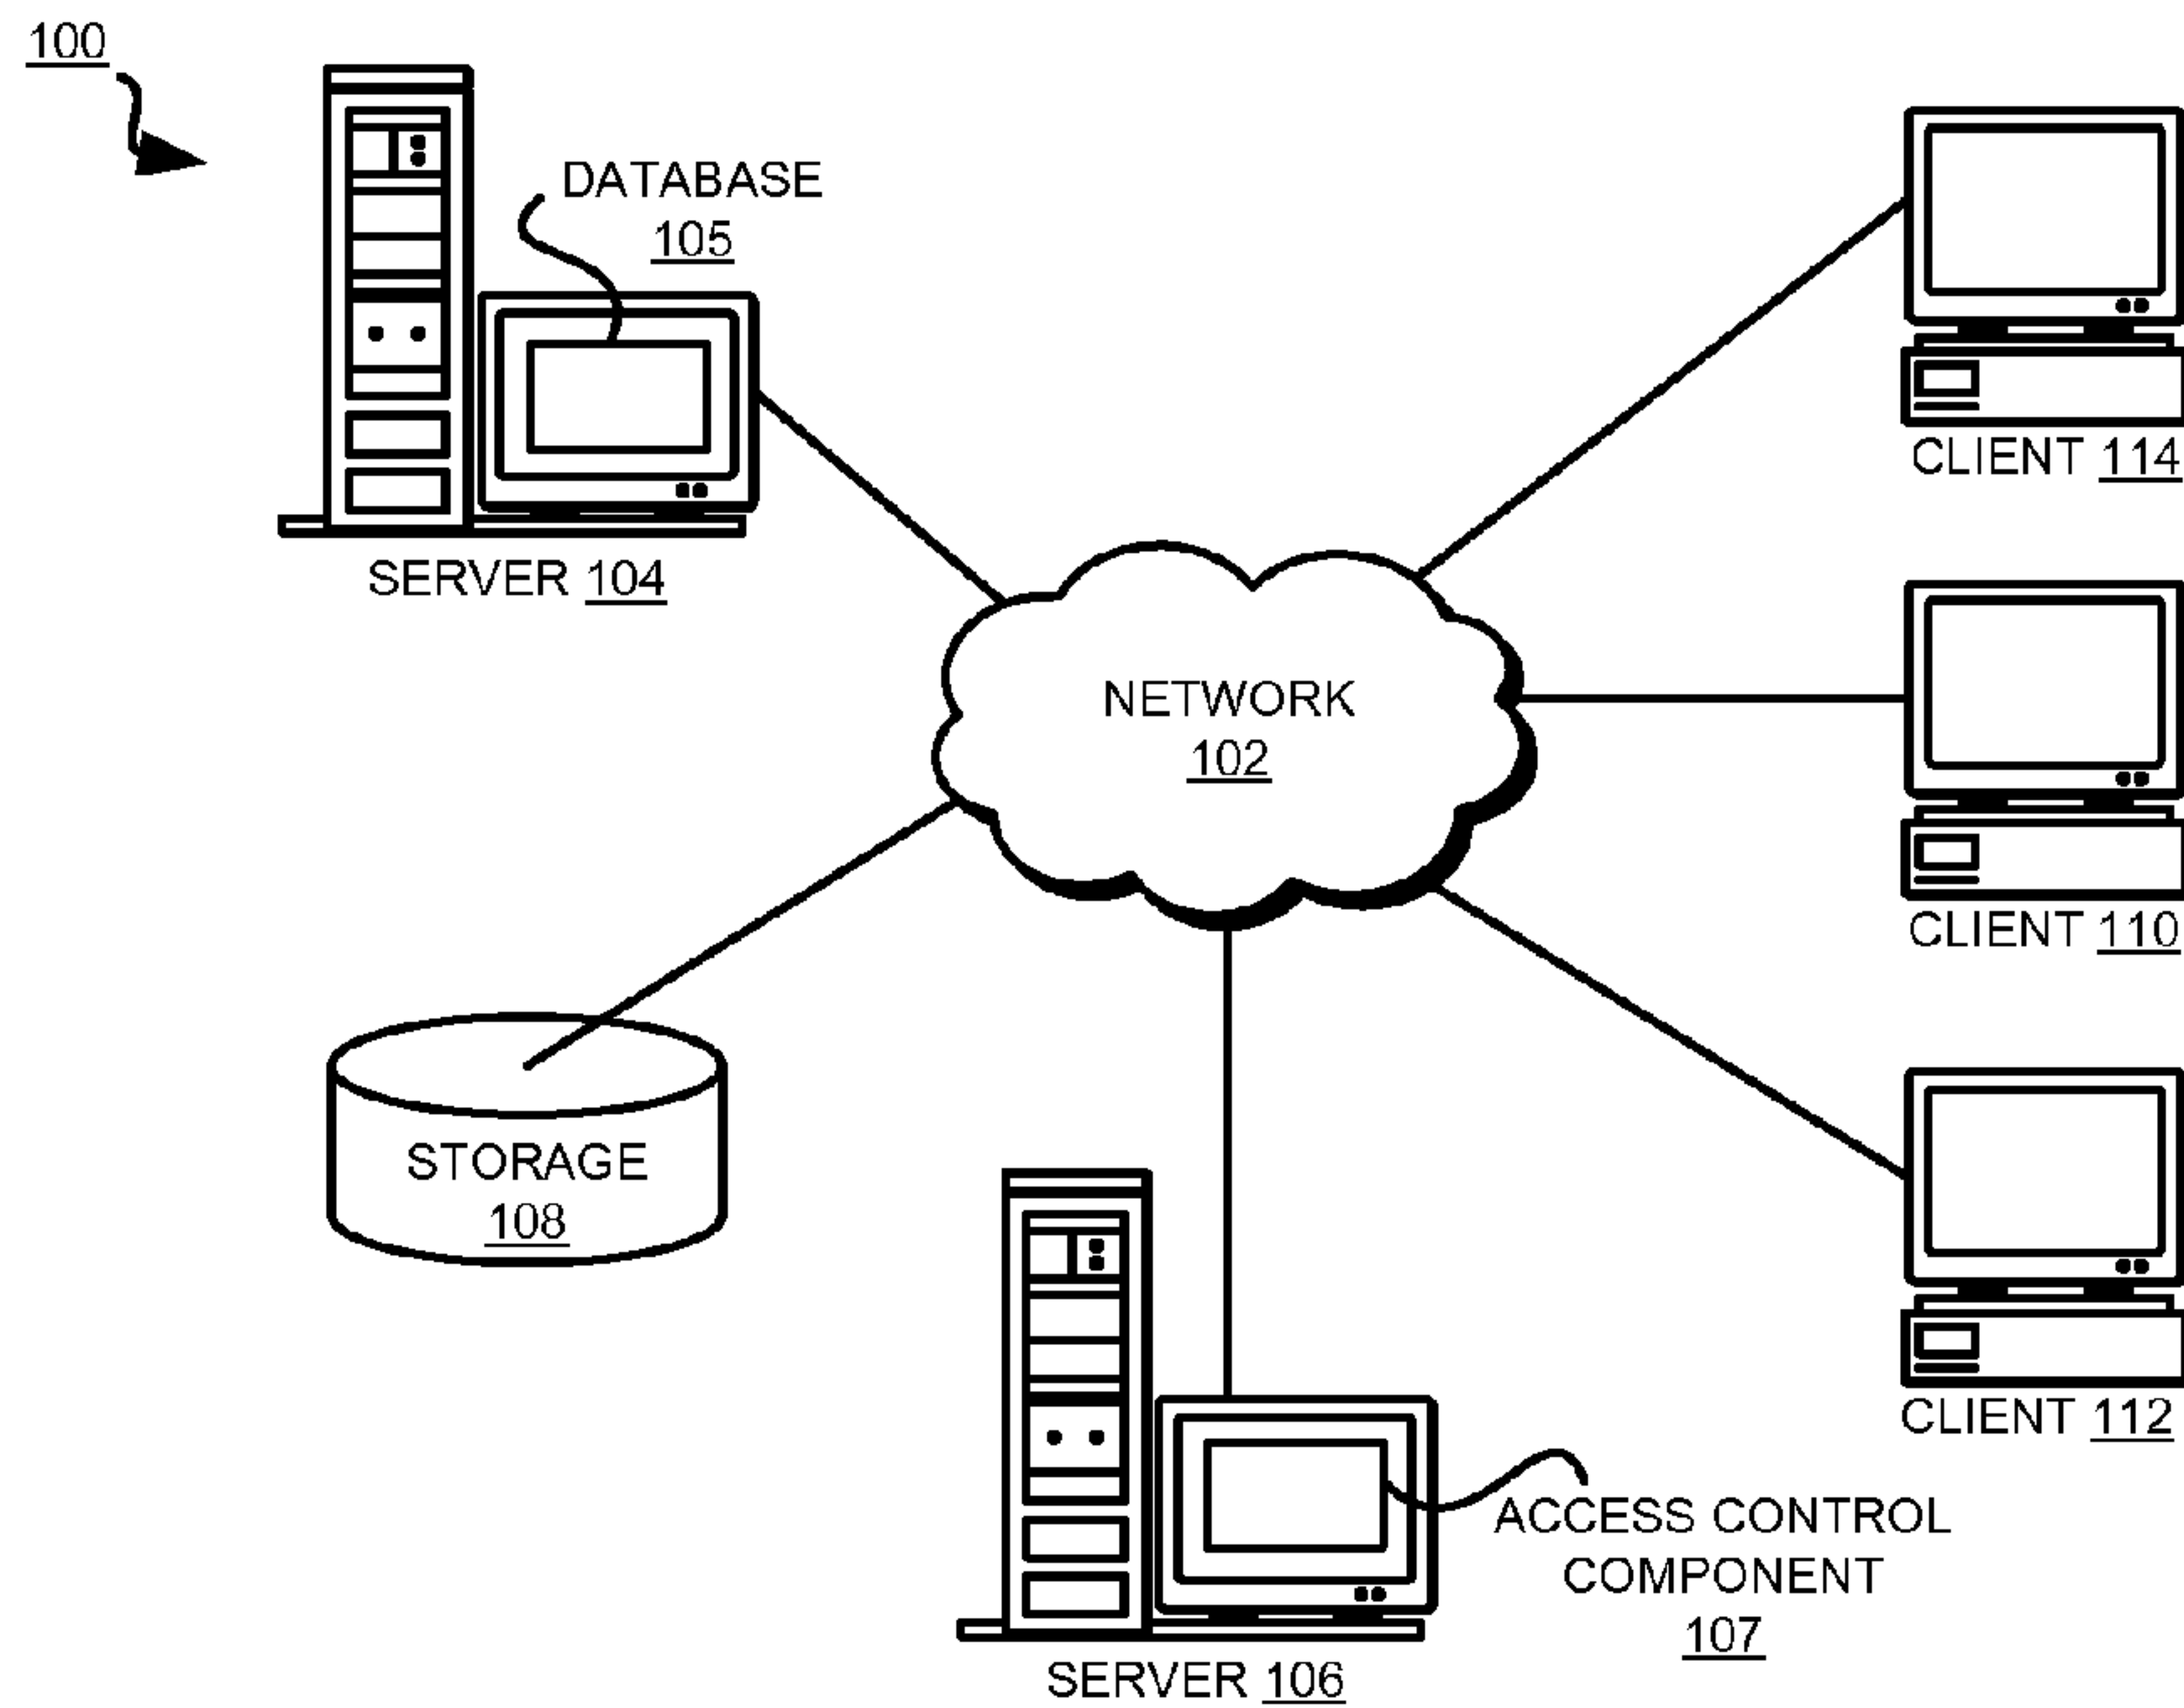 100
DATABASE
105
SERVER 104
CLIENT 114
NETWORK
102
CLIENT 110
STORAGE
108
CLIENT 112
ACCESS CONTROL
COMPONENT
107
SERVER 106